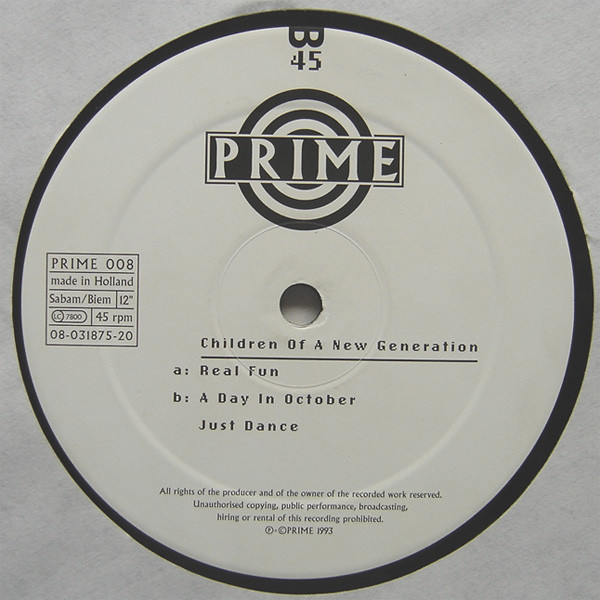 B
45
PRIME
PRIME 008
made in Holland
Sabam/Biem 12"
LC 7800 45 rpm
08-031875-20
Children Of A New Generation
a: Real Fun
b: A Day In October
Just Dance
All rights of the producer and of the owner of the recorded work reserved.
Unauthorised copying, public performance, broadcasting,
hiring or rental of this recording prohibited.
℗+©PRIME 1993